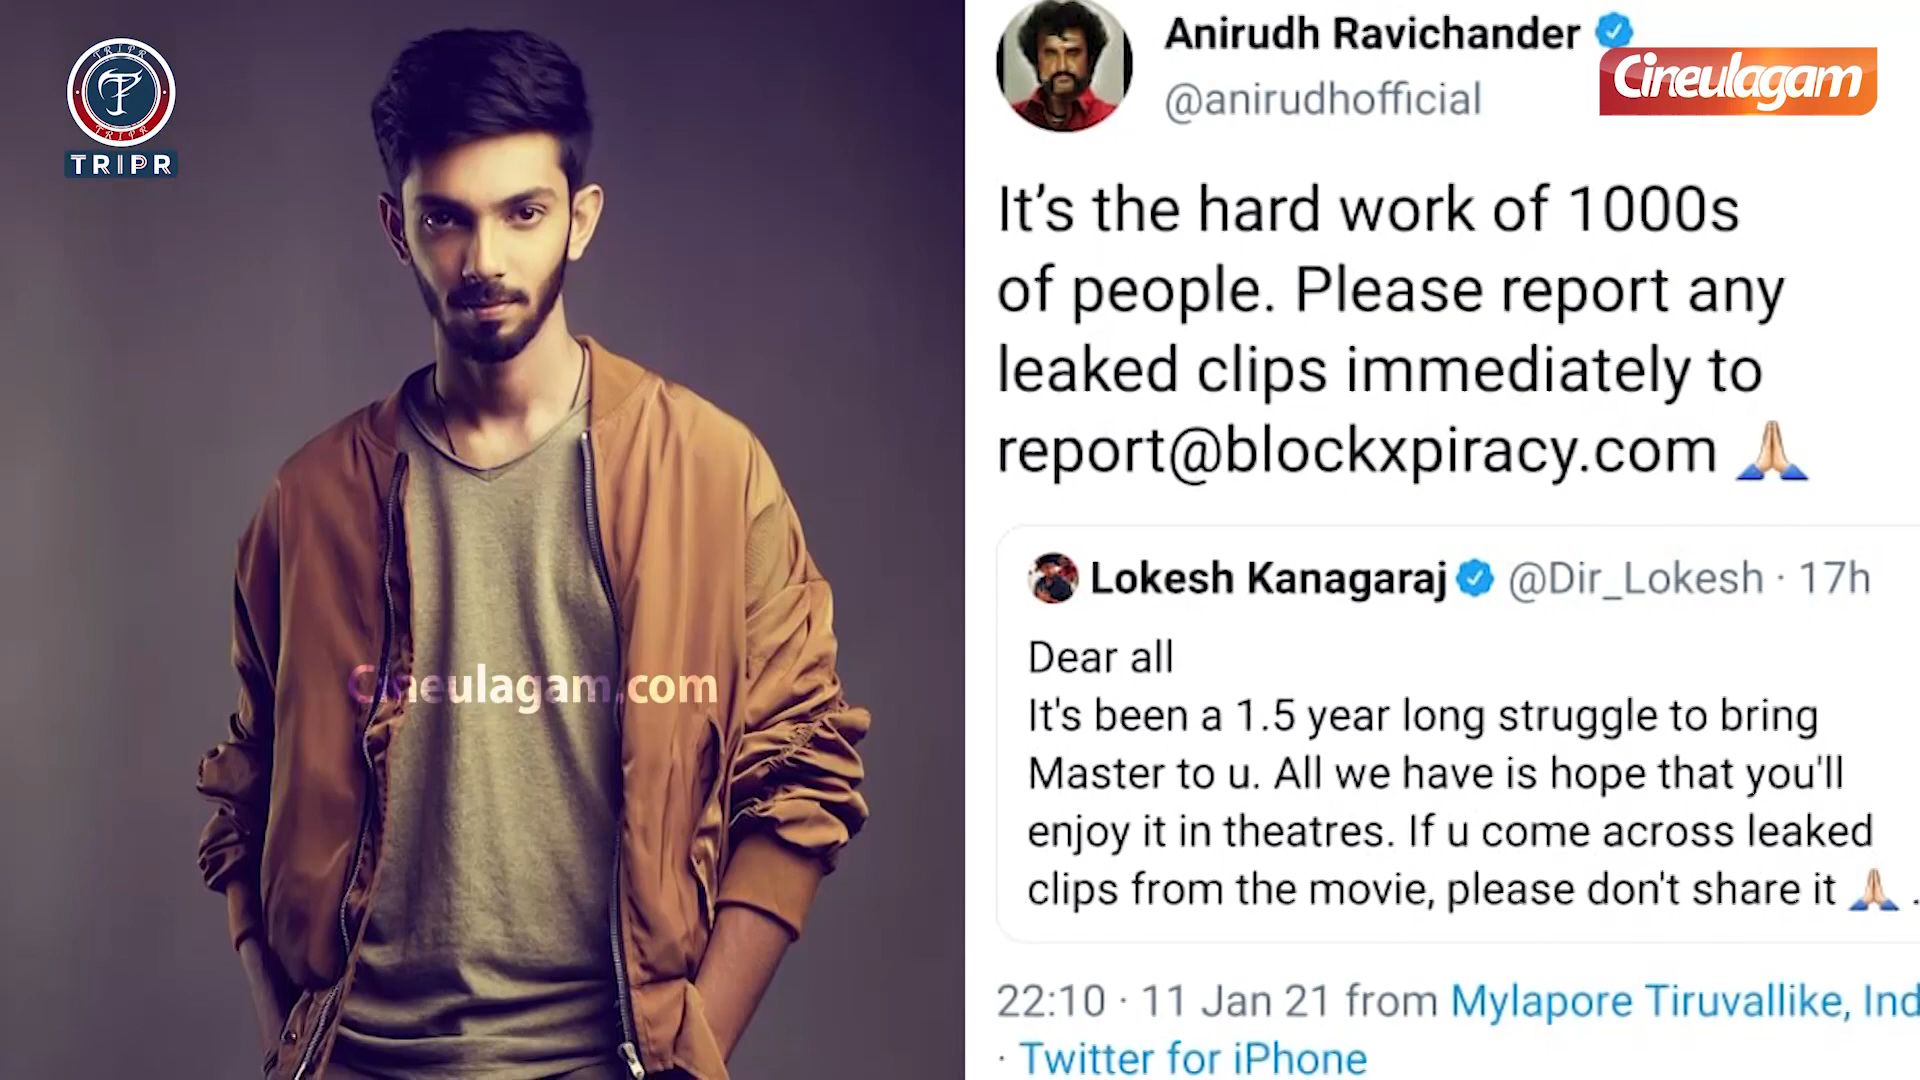 TRIPR
TRIPR
TRIPR
Cineulagam.com
Anirudh Ravichander
Cineulagam
@anirudhofficial
It’s the hard work of 1000s
of people. Please report any
leaked clips immediately to
report@blockxpiracy.com 🙏🏻
Lokesh Kanagaraj @Dir_Lokesh · 17h
Dear all
It's been a 1.5 year long struggle to bring
Master to u. All we have is hope that you'll
enjoy it in theatres. If u come across leaked
clips from the movie, please don't share it 🙏🏻 .
22:10 · 11 Jan 21 from Mylapore Tiruvallike, Ind
· Twitter for iPhone